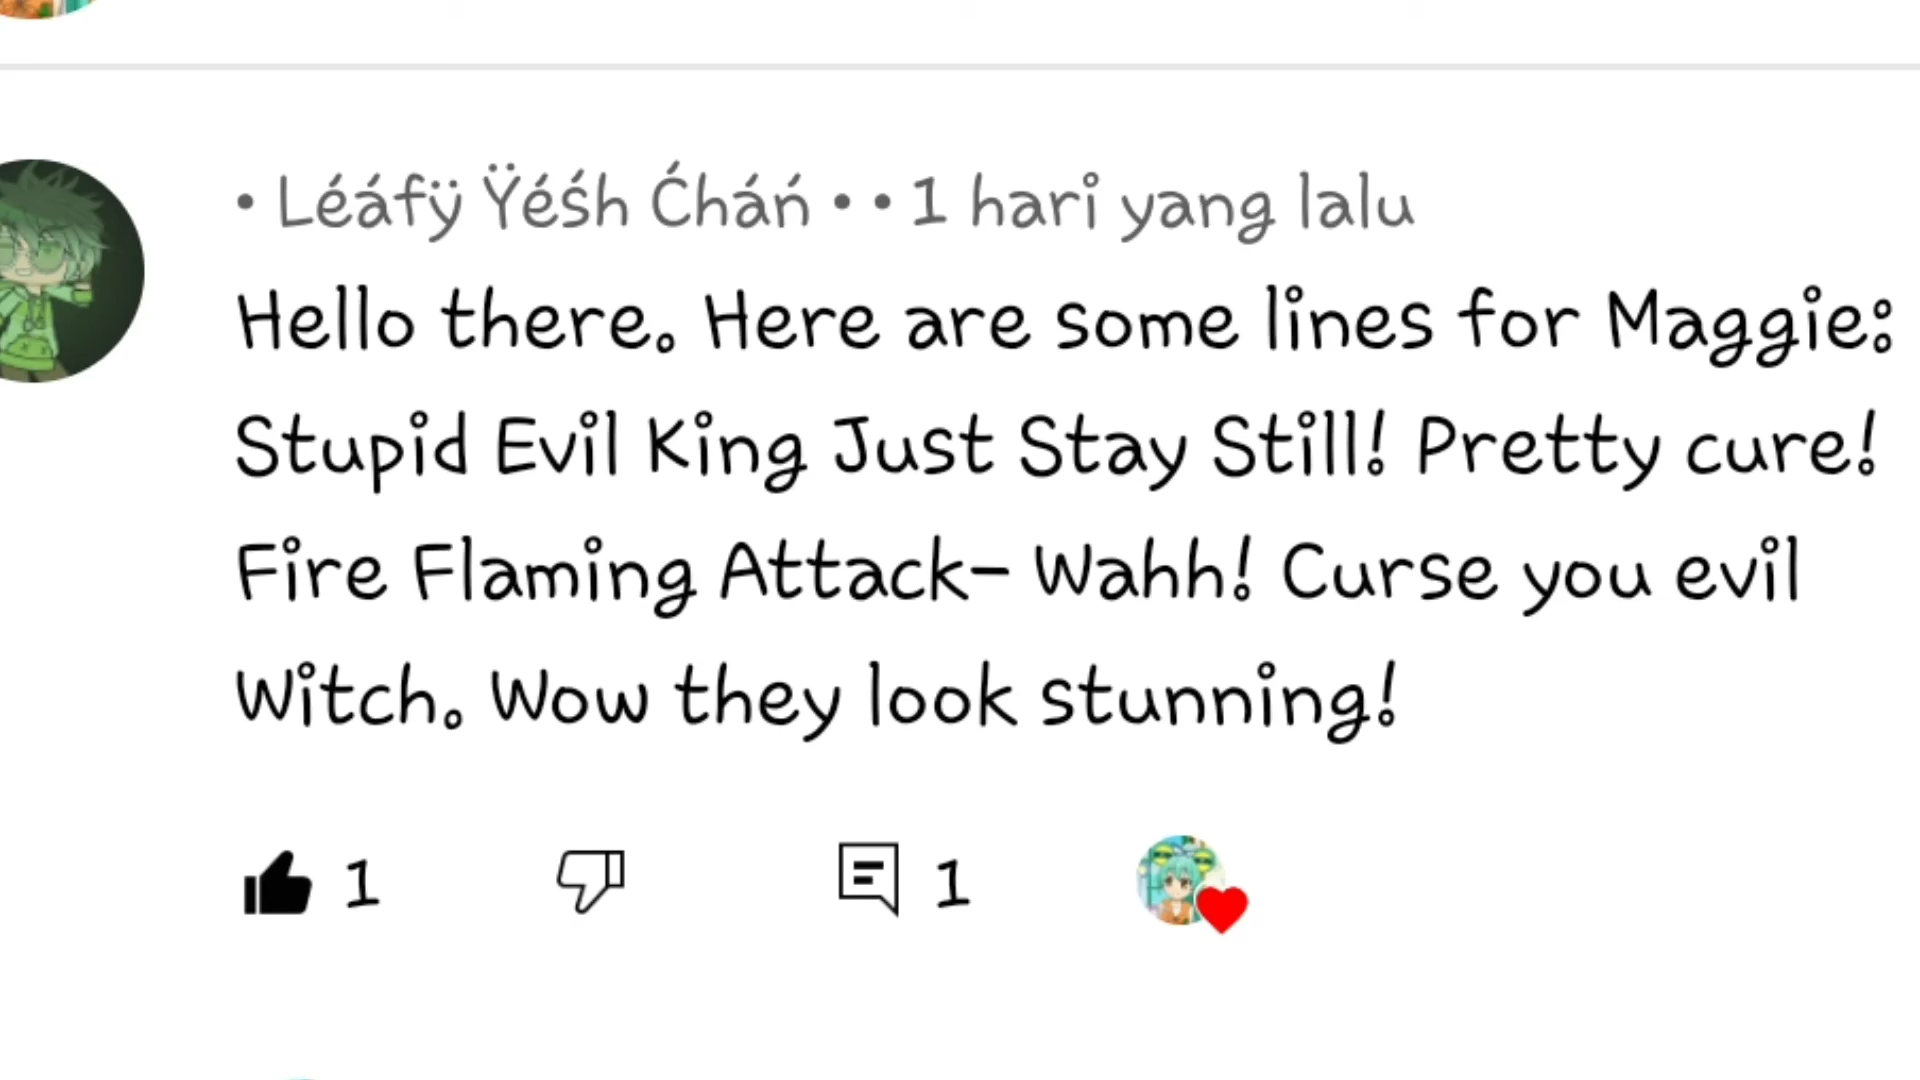 • Léáfÿ Ÿéśh Ćháń • • 1 hari yang lalu
Hello there. Here are some lines for Maggie:
Stupid Evil King Just Stay Still! Pretty cure!
Fire Flaming Attack- Wahh! Curse you evil
Witch. Wow they look stunning!
1 1